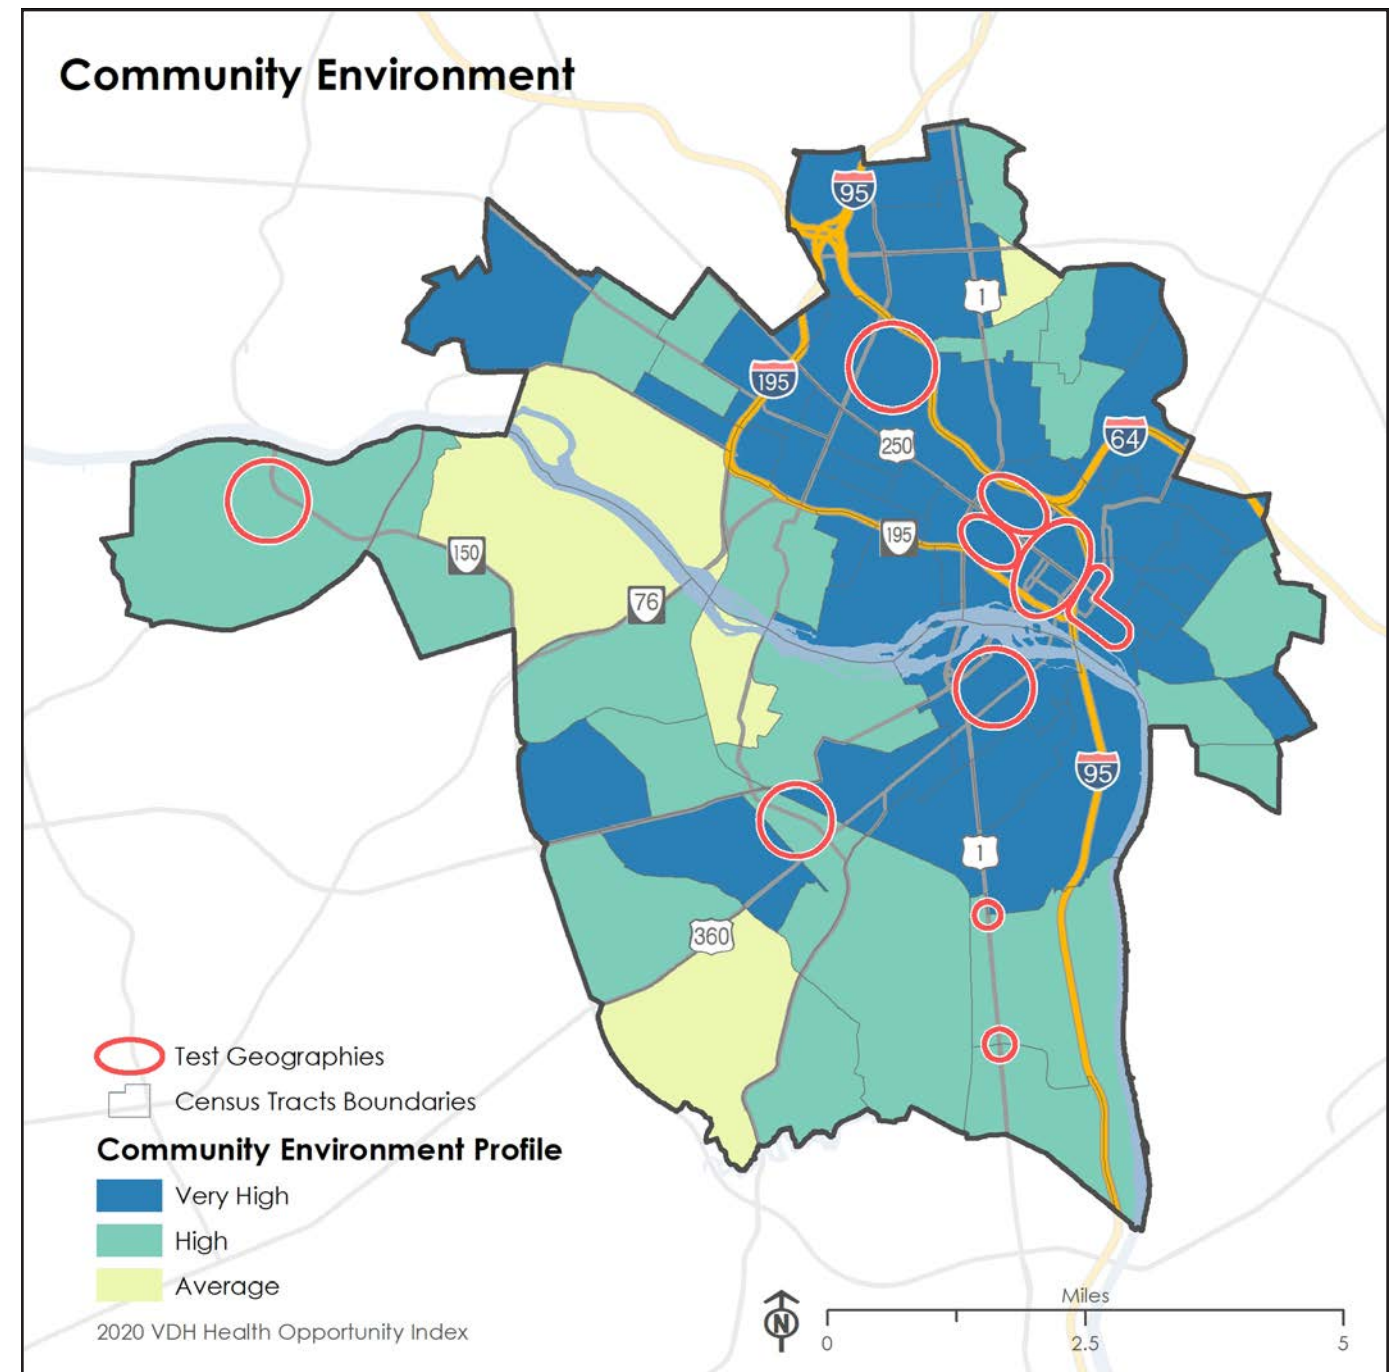 Community Environment
95
1
195
250
64
195
150
76
95
1
360
Test Geographies
Census Tracts Boundaries
Community Environment Profile
Very High
High
Average
2020 VDH Health Opportunity Index
N
Miles
0
2.5
5